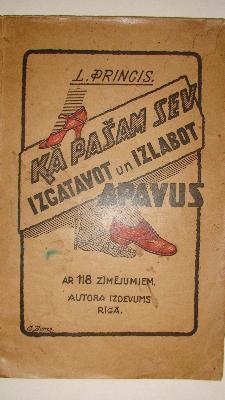 L. PRINCIS.
KĀ PAŠAM SEV
IZGATAVOT un IZLABOT
APAVUS
AR 118 ZĪMĒJUMIEM.
AUTORA IZDEVUMS
RĪGĀ.